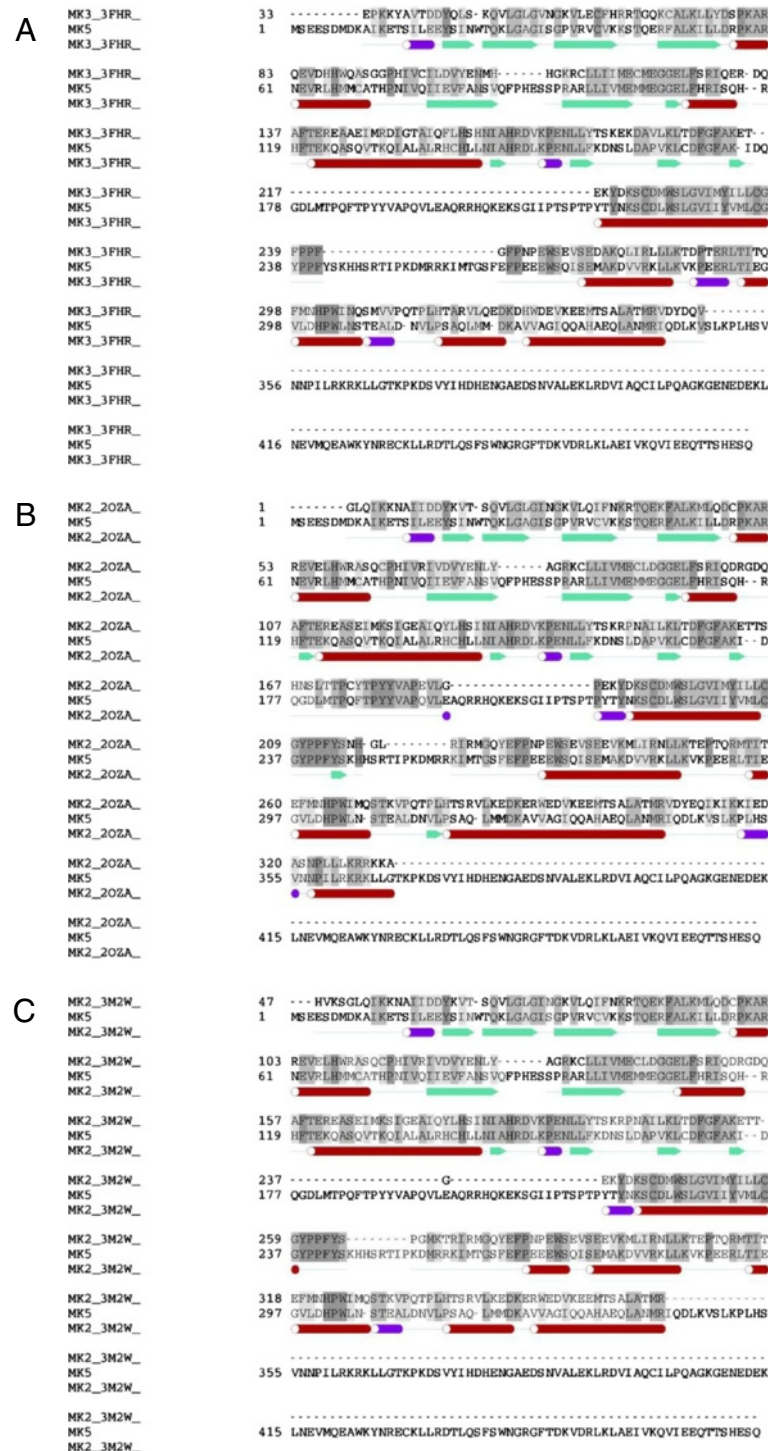 A
MK3_3FHR_ 33 --------EPKKYAVTDDYQLS-KQVLGLGVNGKVLECFHRRTGQKCALKLLYDSPKAR
MK5 1 MSEESDMDKAIKETSILEEYSINWTQKLGAGISGPVRVCVKKSTQERFALKILLDRPKAR
MK3_3FHR_
MK3_3FHR_ 83 QEVDHHWQASGGPHIVCILDVYENMH------HGKRCLLIIMECMEGGELFSRIQER-DQ
MK5 61 NEVRLHMMCATHPNIVQIIEVFANSVQFPHESSPRARLLIVMEMMEGGELFHRISQH--R
MK3_3FHR_
MK3_3FHR_ 137 AFTEREAAEIMRDIGTAIQFLHSHNIAHRDVKPENLLYTSKEKDAVLKLTDFGFAKET--
MK5 119 HFTEKQASQVTKQIALALRHCHLLNIAHRDLKPENLLFKDNSLDAPVKLCDFGFAK-IDQ
MK3_3FHR_
MK3_3FHR_ 217 --------------------------------------EKYDKSCDMWSLGVIMYILLCG
MK5 178 GDLMTPQFTPYYVAPQVLEAQRRHQKEKSGIIPTSPTPYTYNKSCDLWSLGVIIYVMLCG
MK3_3FHR_
MK3_3FHR_ 239 FPPF--------------------GFPNPEWSEVSEDAKQLIRLLLKTDPTERLTITQ
MK5 238 YPPFYSKHHSRTIPKDMRRKIMTGSFEFPEEEWSQISEMAKDVVRKLLKVKPEERLTIEG
MK3_3FHR_
MK3_3FHR_ 298 FMNHPWINQSMVVPQTPLHTARVLQEDKDHWDEVKEEMTSALATMRVDYDQV-------
MK5 298 VLDHPWLNSTEALD-NVLPSAQLMM-DKAVVAGIQQAHAEQLANMRIQDLKVSLKPLHSV
MK3_3FHR_
MK3_3FHR_ ------------------------------------------------------------
MK5 356 NNPILRKRKLLGTKPKDSVYIHDHENGAEDSNVALEKLRDVIAQCILPQAGKGENEDEKL
MK3_3FHR_
MK3_3FHR_ ----------------------------------------------------------
MK5 416 NEVMQEAWKYNRECKLLRDTLQSFSWNGRGFTDKVDRLKLAEIVKQVIEEQTTSHESQ
MK3_3FHR_
B
MK2_2OZA_ 1 -------GLQIKKNAIIDDYKVT-SQVLGLGINGKVLQIFNKRTQEKFALKMLQDCPKAR
MK5 1 MSEESDMDKAIKETSILEEYSINWTQKLGAGISGPVRVCVKKSTQERFALKILLDRPKAR
MK2_2OZA_
MK2_2OZA_ 53 REVELHWRASQCPHIVRIVDVYENLY------AGRKCLLIVMECLDGGELFSRIQDRGDQ
MK5 61 NEVRLHMMCATHPNIVQIIEVFANSVQFPHESSPRARLLIVMEMMEGGELFHRISQH--R
MK2_2OZA_
MK2_2OZA_ 107 AFTEREASEIMKSIGEAIQYLHSINIAHRDVKPENLLYTSKRPNAILKLTDFGFAKETTS
MK5 119 HFTEKQASQVTKQIALALRHCHLLNIAHRDLKPENLLFKDNSLDAPVKLCDFGFAKI--D
MK2_2OZA_
MK2_2OZA_ 167 HNSLTTPCYTPYYVAPEVLG------------------PEKYDKSCDMWSLGVIMYILLC
MK5 177 QGDLMTPQFTPYYVAPQVLEAQRRHQKEKSGIIPTSPTPYTYNKSCDLWSLGVIIYVMLC
MK2_2OZA_
MK2_2OZA_ 209 GYPPFYSNH-GL---------RIRMGQYEFPNPEWSEVSEEVKMLIRNLLKTEPTQRMTIT
MK5 237 GYPPFYSKHHSRTIPKDMRRKIMTGSFEFPEEEWSQISEMAKDVVRKLLKVKPEERLTIE
MK2_2OZA_
MK2_2OZA_ 260 EFMNHPWIMQSTKVPQTPLHTSRVLKEDKERWEDVKEEMTSALATMRVDYEQIKIKKIED
MK5 297 GVLDHPWLN-STEALDNVLPSAQ-LMMDKAVVAGIQQAHAEQLANMRIQDLKVSLKPLHS
MK2_2OZA_
MK2_2OZA_ 320 ASNPLLLKRRKKA-----------------------------------------------
MK5 355 VNNPILRKRKLLGTKPKDSVYIHDHENGAEDSNVALEKLRDVIAQCILPQAGKGENEDEK
MK2_2OZA_
MK2_2OZA_ -----------------------------------------------------------
MK5 415 LNEVMQEAWKYNRECKLLRDTLQSFSWNGRGFTDKVDRLKLAEIVKQVIEEQTTSHESQ
MK2_2OZA_
C
MK2_3M2W_ 47 ---HVKSGLQIKKNAIIDDYKVT-SQVLGLGINGKVLQIFNKRTQEKFALKMLQDCPKAR
MK5 1 MSEESDMDKAIKETSILEEYSINWTQKLGAGISGPVRVCVKKSTQERFALKILLDRPKAR
MK2_3M2W_
MK2_3M2W_ 103 REVELHWRASQCPHIVRIVDVYENLY------AGRKCLLIVMECLDGGELFSRIQDRGDQ
MK5 61 NEVRLHMMCATHPNIVQIIEVFANSVQFPHESSPRARLLIVMEMMEGGELFHRISQH--R
MK2_3M2W_
MK2_3M2W_ 157 AFTEREASEIMKSIGEAIQYLHSINIAHRDVKPENLLYTSKRPNAILKLTDFGFAKETT-
MK5 119 HFTEKQASQVTKQIALALRHCHLLNIAHRDLKPENLLFKDNSLDAPVKLCDFGFAKI--D
MK2_3M2W_
MK2_3M2W_ 237 -------------------G-------------------EKYDKSCDMWSLGVIMYILLC
MK5 177 QGDLMTPQFTPYYVAPQVLEAQRRHQKEKSGIIPTSPTPYTYNKSCDLWSLGVIIYVMLC
MK2_3M2W_
MK2_3M2W_ 259 GYPPFYS--------PGMKTRIRMGQYEFPNPEWSEVSEEVKMLIRNLLKTEPTQRMTIT
MK5 237 GYPPFYSKHHSRTIPKDMRRKIMTGSFEFPEEEWSQISEMAKDVVRKLLKVKPEERLTIE
MK2_3M2W_
MK2_3M2W_ 318 EFMNHPWIMQSTKVPQTPLHTSRVLKEDKERWEDVKEEMTSALATMR-------------
MK5 297 GVLDHPWLN-STEALDNVLPSAQ-LMMDKAVVAGIQQAHAEQLANMRIQDLKVSLKPLHS
MK2_3M2W_
MK2_3M2W_ ------------------------------------------------------------
MK5 355 VNNPILRKRKLLGTKPKDSVYIHDHENGAEDSNVALEKLRDVIAQCILPQAGKGENEDEK
MK2_3M2W_
MK2_3M2W_ -----------------------------------------------------------
MK5 415 LNEVMQEAWKYNRECKLLRDTLQSFSWNGRGFTDKVDRLKLAEIVKQVIEEQTTSHESQ
MK2_3M2W_